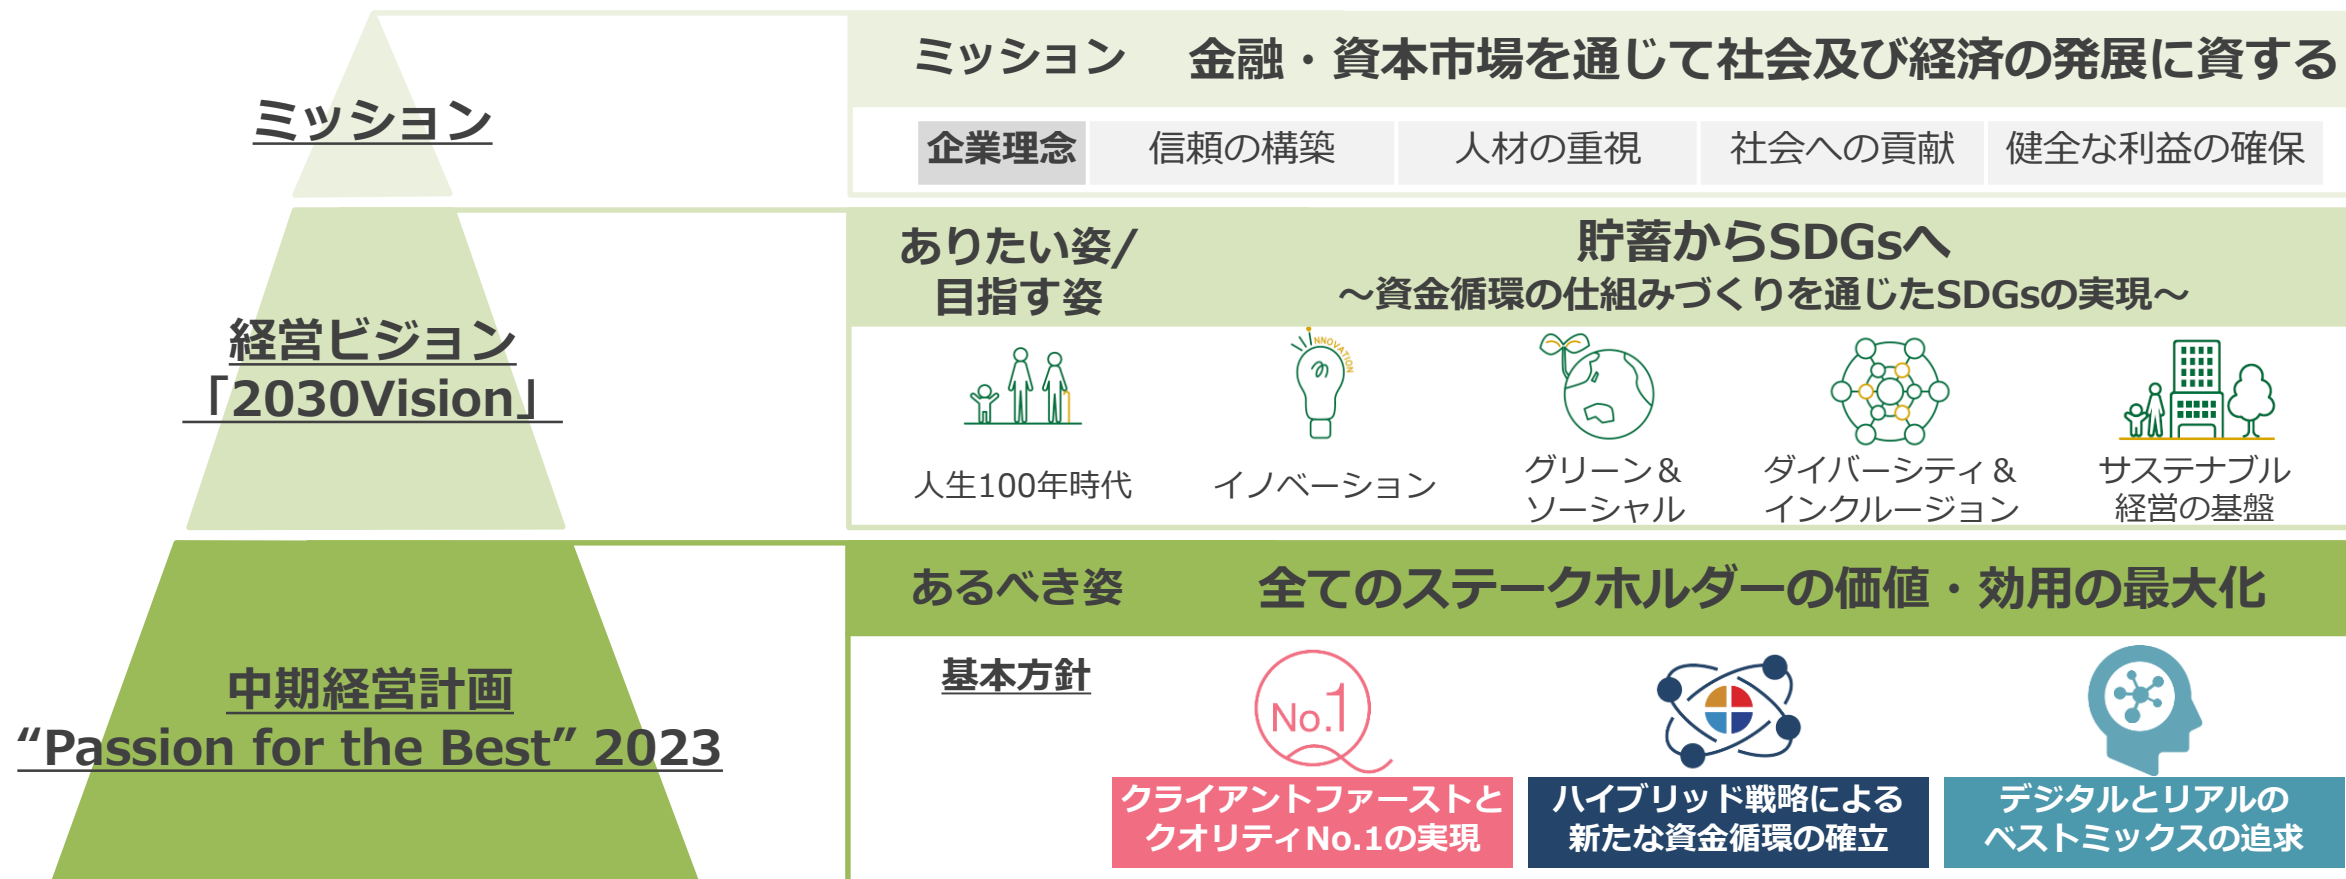 ミッション
ミッション 金融・資本市場を通じて社会及び経済の発展に資する
企業理念 信頼の構築 人材の重視 社会への貢献 健全な利益の確保
経営ビジョン
「2030Vision」
ありたい姿/
目指す姿
貯蓄からSDGsへ
～資金循環の仕組みづくりを通じたSDGsの実現～
人生100年時代
INNOVATION
イノベーション
グリーン＆
ソーシャル
ダイバーシティ＆
インクルージョン
サステナブル
経営の基盤
中期経営計画
“Passion for the Best” 2023
あるべき姿 全てのステークホルダーの価値・効用の最大化
基本方針
No.1
クライアントファーストと
クオリティNo.1の実現
ハイブリッド戦略による
新たな資金循環の確立
デジタルとリアルの
ベストミックスの追求